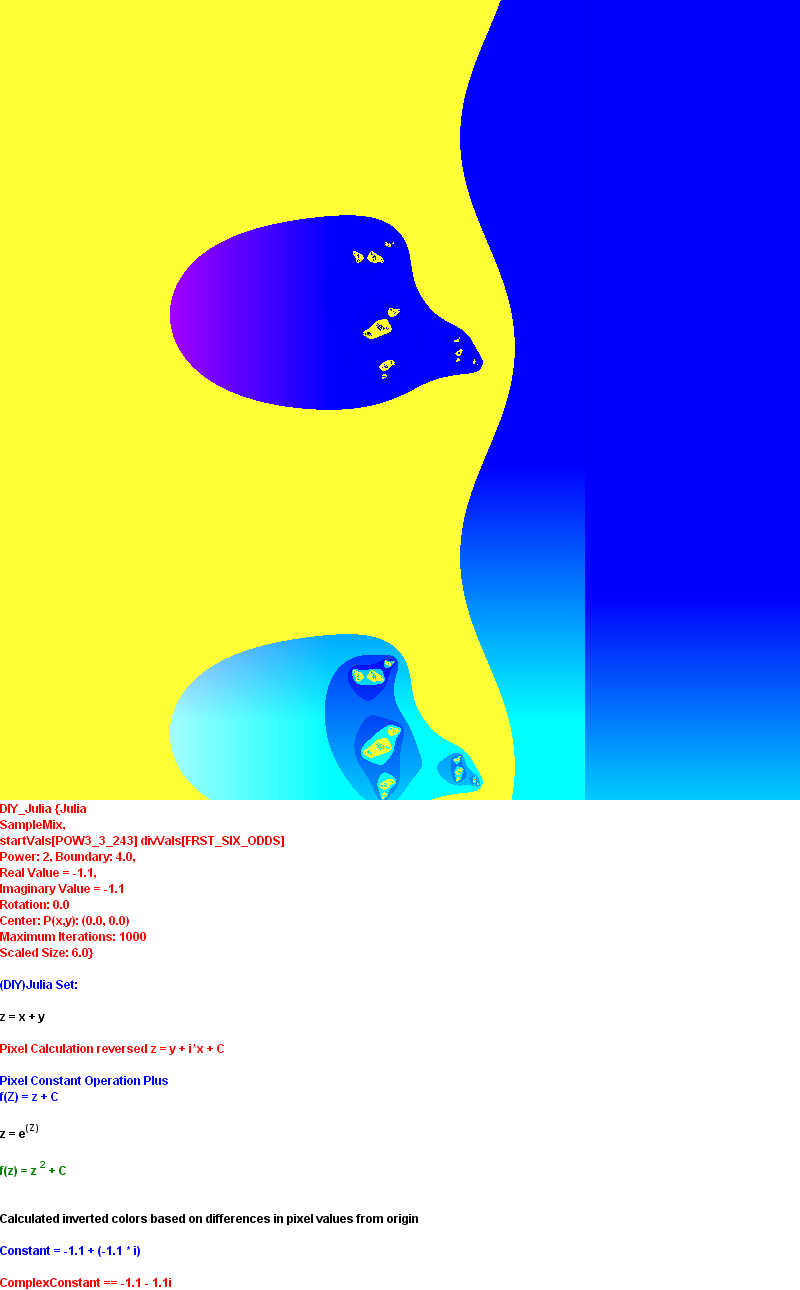 DIY_Julia {Julia
SampleMix,
startVals[POW3_3_243] divVals[FRST_SIX_ODDS]
Power: 2, Boundary: 4.0,
Real Value = -1.1,
Imaginary Value = -1.1
Rotation: 0.0
Center: P(x,y): (0.0, 0.0)
Maximum Iterations: 1000
Scaled Size: 6.0}
(DIY)Julia Set:
z = x + y
Pixel Calculation reversed z = y + i*x + C
Pixel Constant Operation Plus
f(Z) = z + C
z = e^(Z)
f(z) = z ^2 + C
Calculated inverted colors based on differences in pixel values from origin
Constant = -1.1 + (-1.1 * i)
ComplexConstant == -1.1 - 1.1i